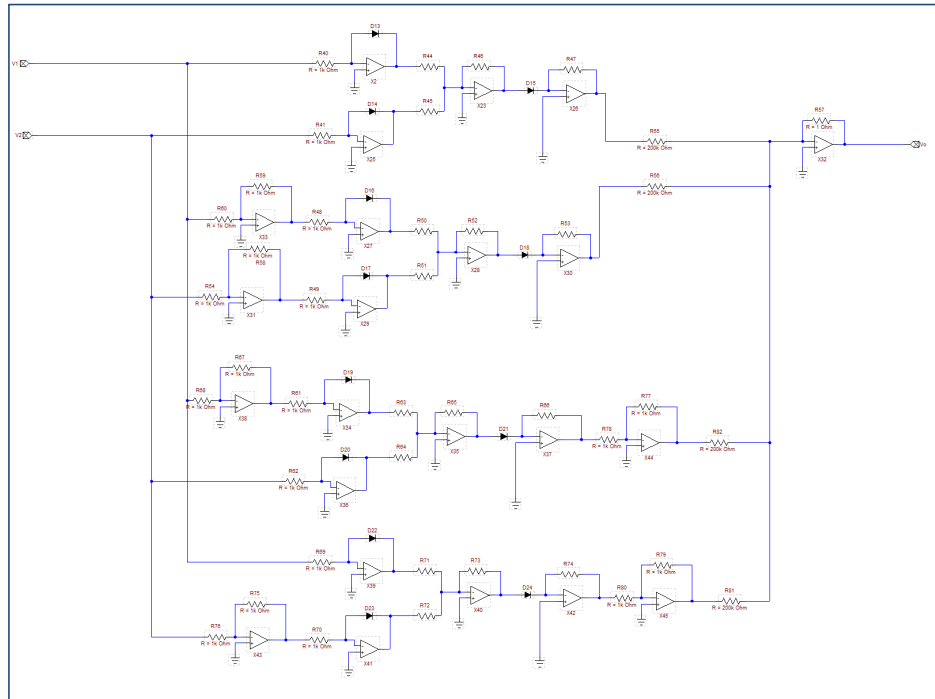 D13
V1
R40
R = 1k Ohm
X2
R44
R46
X23
D15
R47
X26
D14
V2
R41
R = 1k Ohm
X25
R45
R55
R = 200k Ohm
R57
R = 1 Ohm
X32
Vo
R56
R = 200k Ohm
R59
R = 1k Ohm
R60
R = 1k Ohm
X33
R48
R = 1k Ohm
D16
X27
R50
R52
X28
D18
R53
X30
R = 1k Ohm
R58
R54
R = 1k Ohm
X31
R49
R = 1k Ohm
D17
X29
R51
R67
R = 1k Ohm
R68
R = 1k Ohm
X38
R61
R = 1k Ohm
D19
X34
R63
R65
X35
D21
R66
X37
R78
R = 1k Ohm
R77
R = 1k Ohm
X44
R82
R = 200k Ohm
D20
R62
R = 1k Ohm
X36
R64
D22
R69
R = 1k Ohm
X39
R71
R73
X40
D24
R74
X42
R80
R = 1k Ohm
R79
R = 1k Ohm
X45
R81
R = 200k Ohm
R75
R = 1k Ohm
R76
R = 1k Ohm
X43
R70
R = 1k Ohm
D23
X41
R72